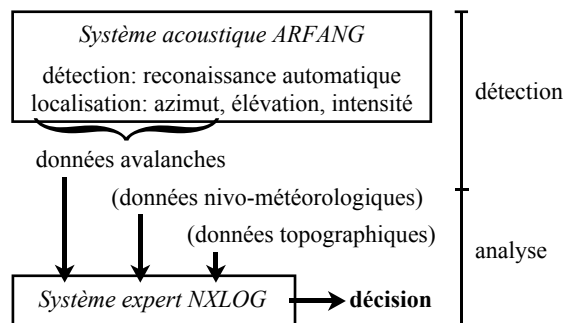 Système acoustique ARFANG
détection: reconaissance automatique
localisation: azimut, élévation, intensité
détection
données avalanches
(données nivo-météorologiques)
(données topographiques)
analyse
Système expert NXLOG
décision